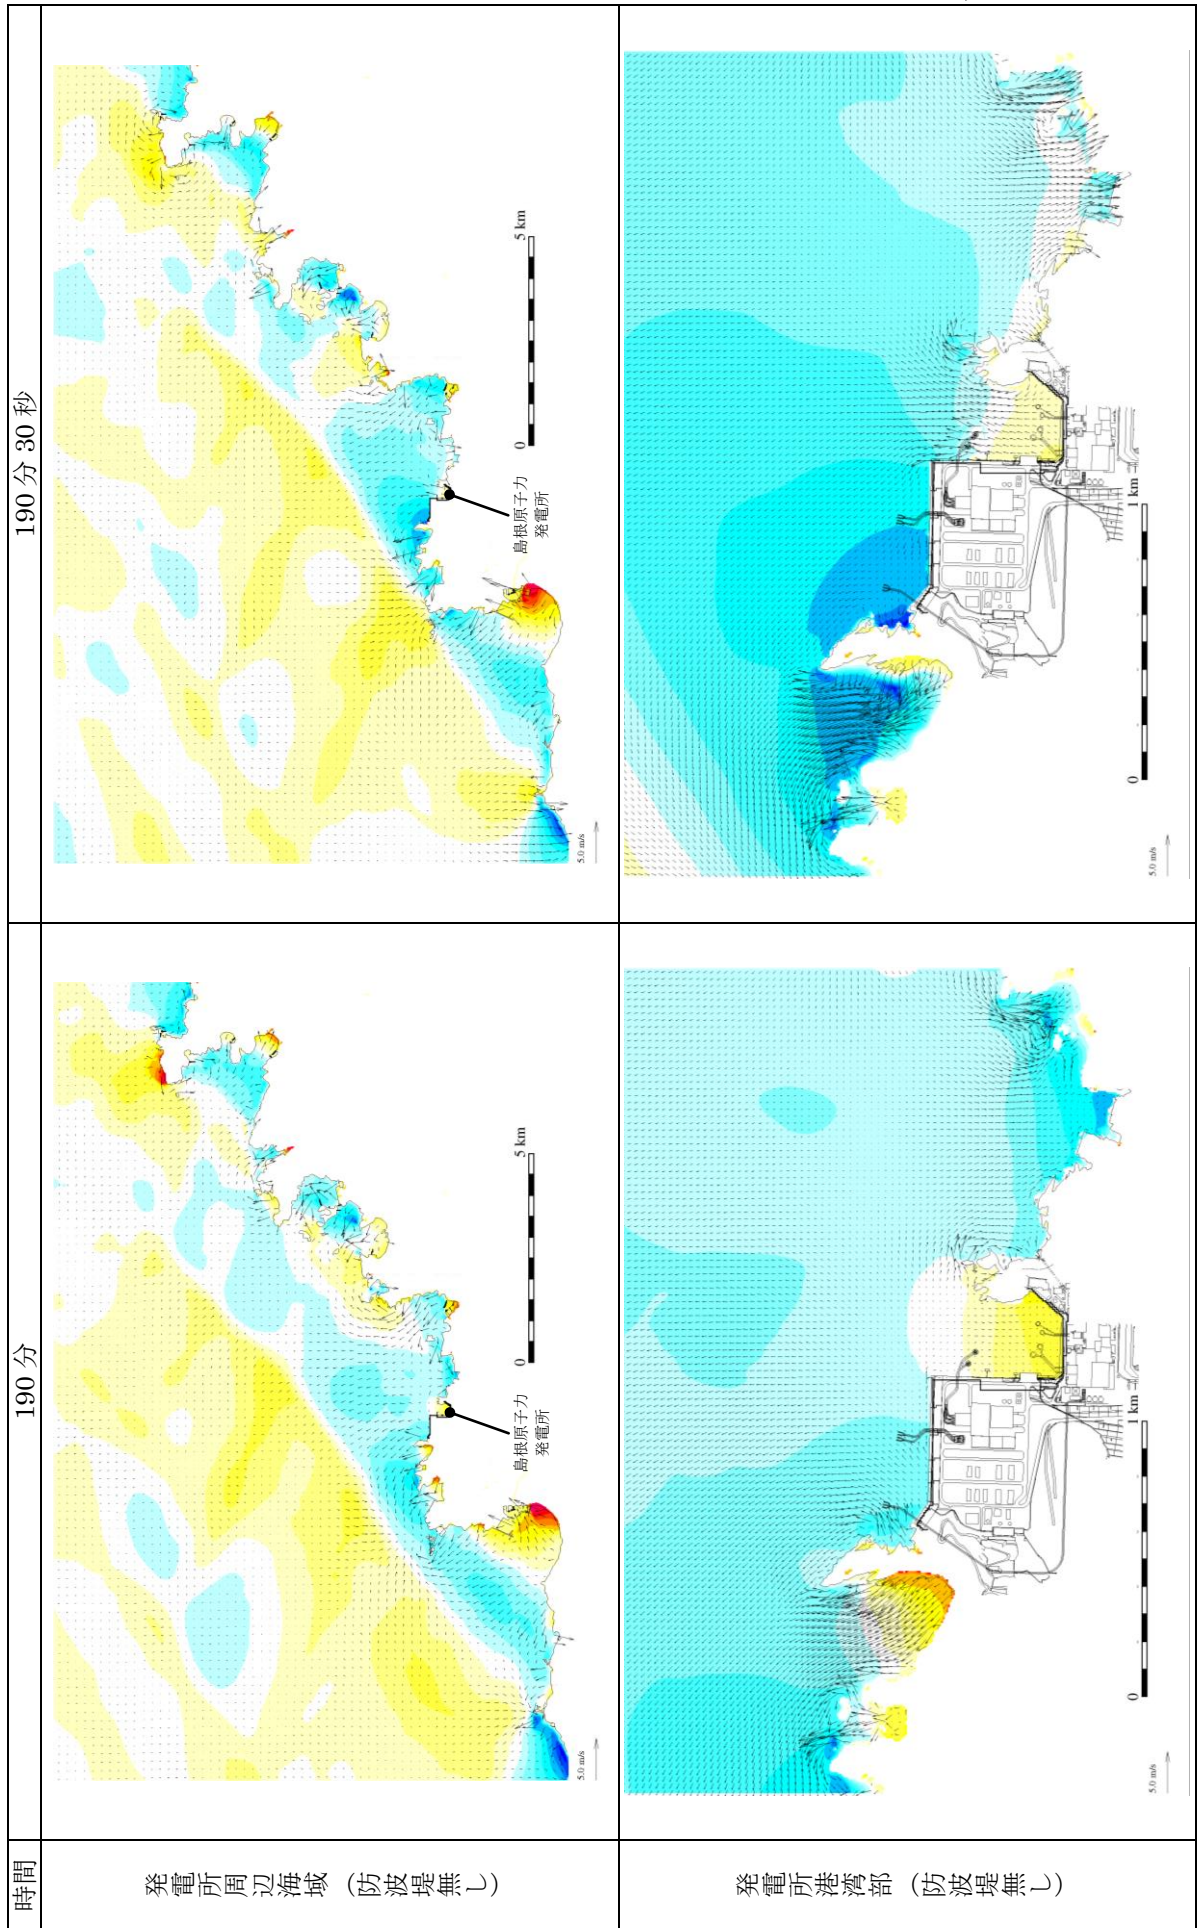 時間
190分
190分30秒
発電所周辺海域（防波堤無し）
島根原子力
発電所
0
5 km
5.0 m/s
島根原子力
発電所
0
5 km
5.0 m/s
発電所港湾部（防波堤無し）
0
1 km
5.0 m/s
0
1 km
5.0 m/s